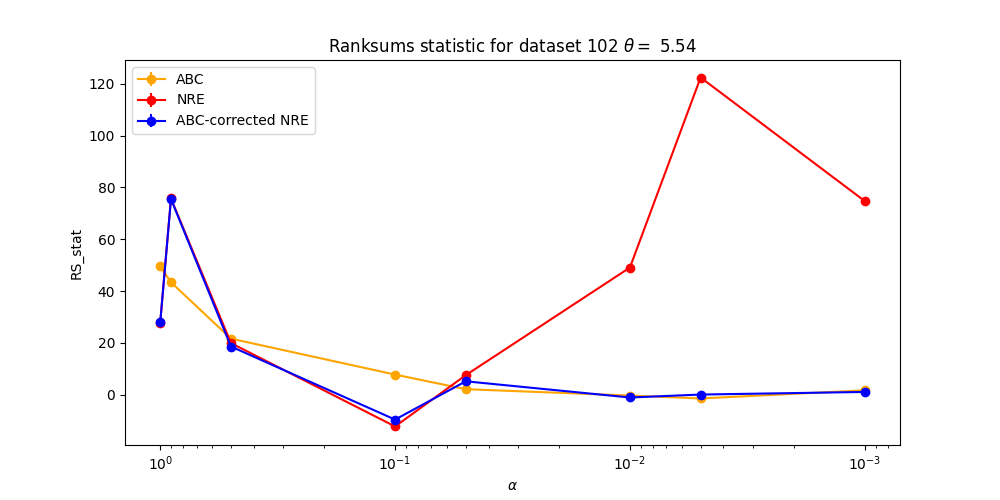 Ranksums statistic for dataset 102 θ = 5.54
ABC
NRE
ABC-corrected NRE
120
100
80
60
40
20
0
RS_stat
10⁰
10⁻¹
10⁻²
10⁻³
α